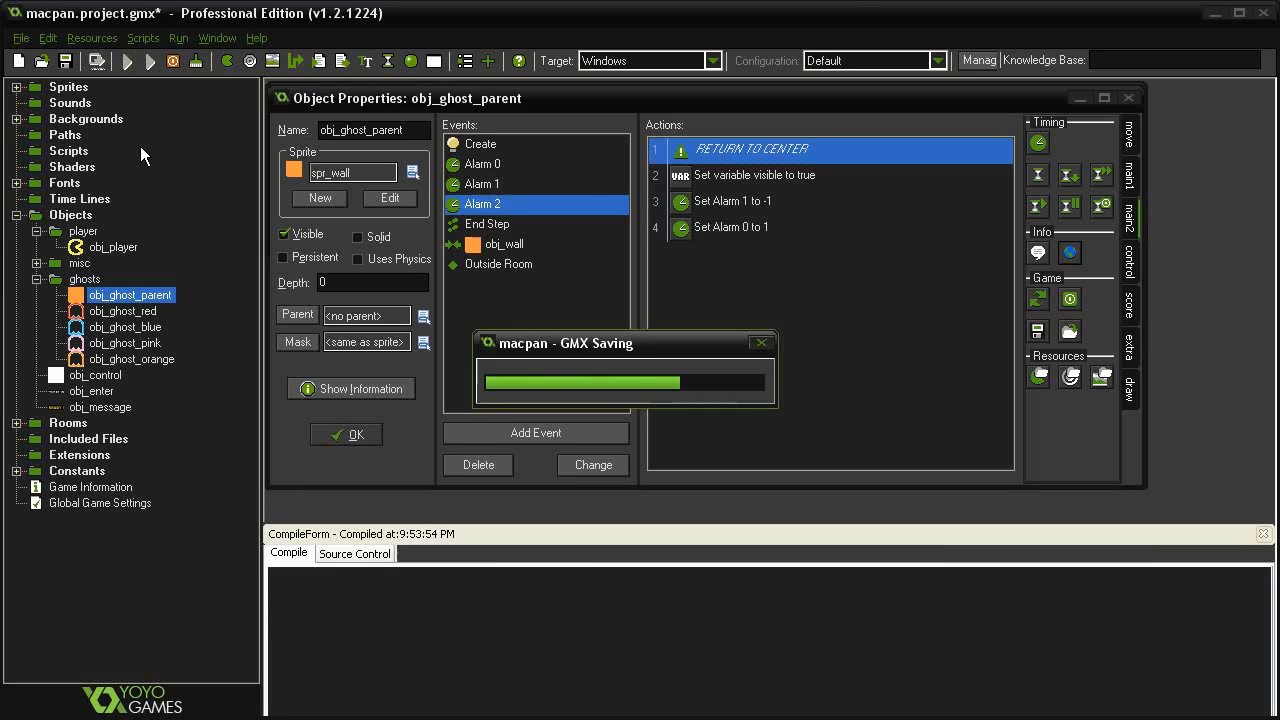 macpan.project.gmx* - Professional Edition (v1.2.1224)
File Edit Resources Scripts Run Window Help
Target: Windows Configuration: Default Manag Knowledge Base:
Sprites
Sounds
Backgrounds
Paths
Scripts
Shaders
Fonts
Time Lines
Objects
player
obj_player
misc
ghosts
obj_ghost_parent
obj_ghost_red
obj_ghost_blue
obj_ghost_pink
obj_ghost_orange
obj_control
obj_enter
obj_message
Rooms
Included Files
Extensions
Constants
Game Information
Global Game Settings
YOYO
GAMES
Object Properties: obj_ghost_parent
Name: obj_ghost_parent
Sprite
spr_wall
New Edit
Visible Solid
Persistent Uses Physics
Depth: 0
Parent <no parent>
Mask <same as sprite>
Show Information
OK
Events:
Create
Alarm 0
Alarm 1
Alarm 2
End Step
obj_wall
Outside Room
Add Event
Delete Change
Actions:
1 RETURN TO CENTER
2 VAR Set variable visible to true
3 Set Alarm 1 to -1
4 Set Alarm 0 to 1
Timing
Info
Game
Resources
move
main1
main2
control
score
extra
draw
macpan - GMX Saving
CompileForm - Compiled at:9:53:54 PM
Compile Source Control